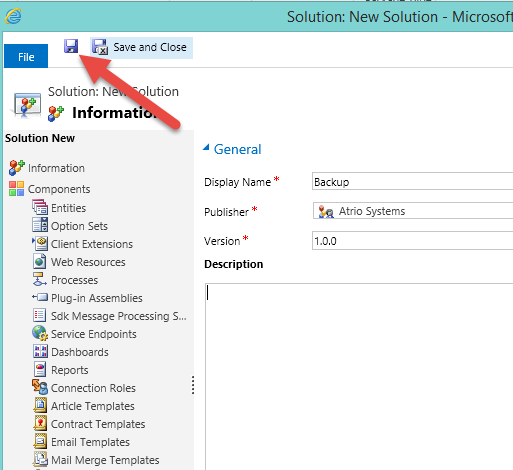 Solution: New Solution - Microsoft
File
Save and Close
Solution: New Solution
Information
Solution New
Information
Components
Entities
Option Sets
Client Extensions
Web Resources
Processes
Plug-in Assemblies
Sdk Message Processing S...
Service Endpoints
Dashboards
Reports
Connection Roles
Article Templates
Contract Templates
Email Templates
Mail Merge Templates
General
Display Name *
Backup
Publisher *
Atrio Systems
Version *
1.0.0
Description